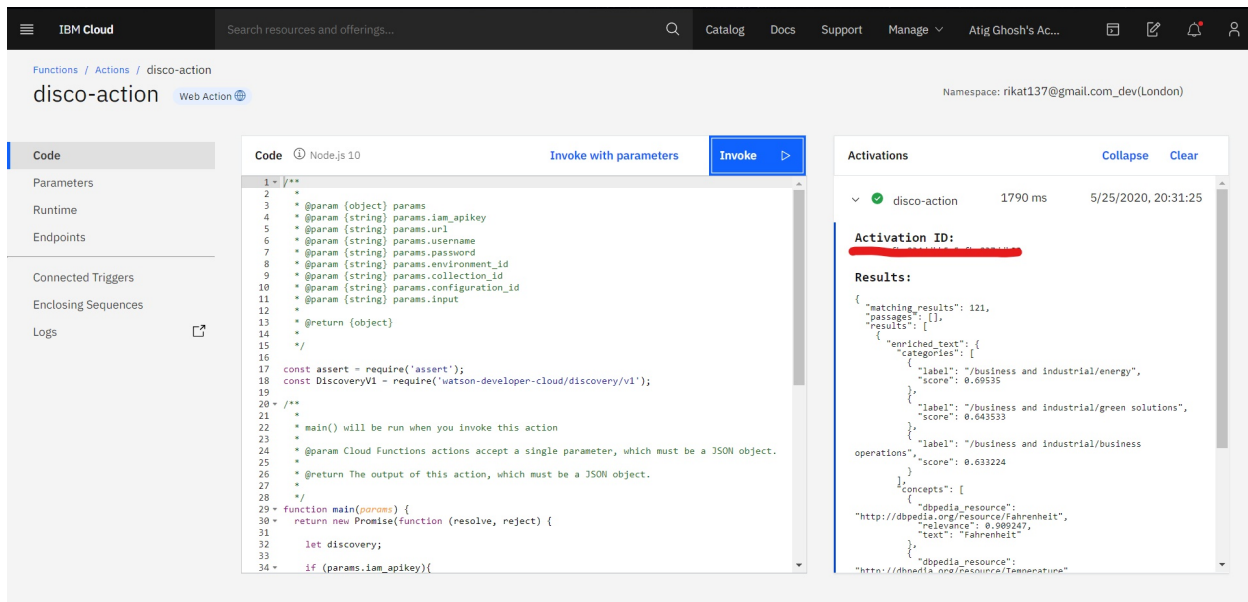 IBM Cloud
Search resources and offerings...
Catalog
Docs
Support
Manage
Atig Ghosh's Ac...
Functions / Actions / disco-action
disco-action
Web Action
Namespace: rikat137@gmail.com_dev(London)
Code
Parameters
Runtime
Endpoints
Connected Triggers
Enclosing Sequences
Logs
Code
Node.js 10
Invoke with parameters
Invoke
1 /**
2 *
3 * @param {object} params
4 * @param {string} params.iam_apikey
5 * @param {string} params.url
6 * @param {string} params.username
7 * @param {string} params.password
8 * @param {string} params.environment_id
9 * @param {string} params.collection_id
10 * @param {string} params.configuration_id
11 * @param {string} params.input
12 *
13 * @return {object}
14 *
15 */
16
17 const assert = require('assert');
18 const DiscoveryV1 = require('watson-developer-cloud/discovery/v1');
19
20 /**
21 *
22 * main() will be run when you invoke this action
23 *
24 * @param Cloud Functions actions accept a single parameter, which must be a JSON object.
25 *
26 * @return The output of this action, which must be a JSON object.
27 *
28 */
29 function main(params) {
30 return new Promise(function (resolve, reject) {
31
32 let discovery;
33
34 if (params.iam_apikey){
Activations
Collapse
Clear
disco-action
1790 ms
5/25/2020, 20:31:25
Activation ID:
Results:
{
"matching_results": 121,
"passages": [],
"results": [
{
"enriched_text": {
"categories": [
{
"label": "/business and industrial/energy",
"score": 0.69535
},
{
"label": "/business and industrial/green solutions",
"score": 0.643533
},
{
"label": "/business and industrial/business
operations",
"score": 0.633224
}
],
"concepts": [
{
"dbpedia_resource":
"http://dbpedia.org/resource/Fahrenheit",
"relevance": 0.909247,
"text": "Fahrenheit"
},
{
"dbpedia_resource":
"http://dbpedia.org/resource/Temperature"